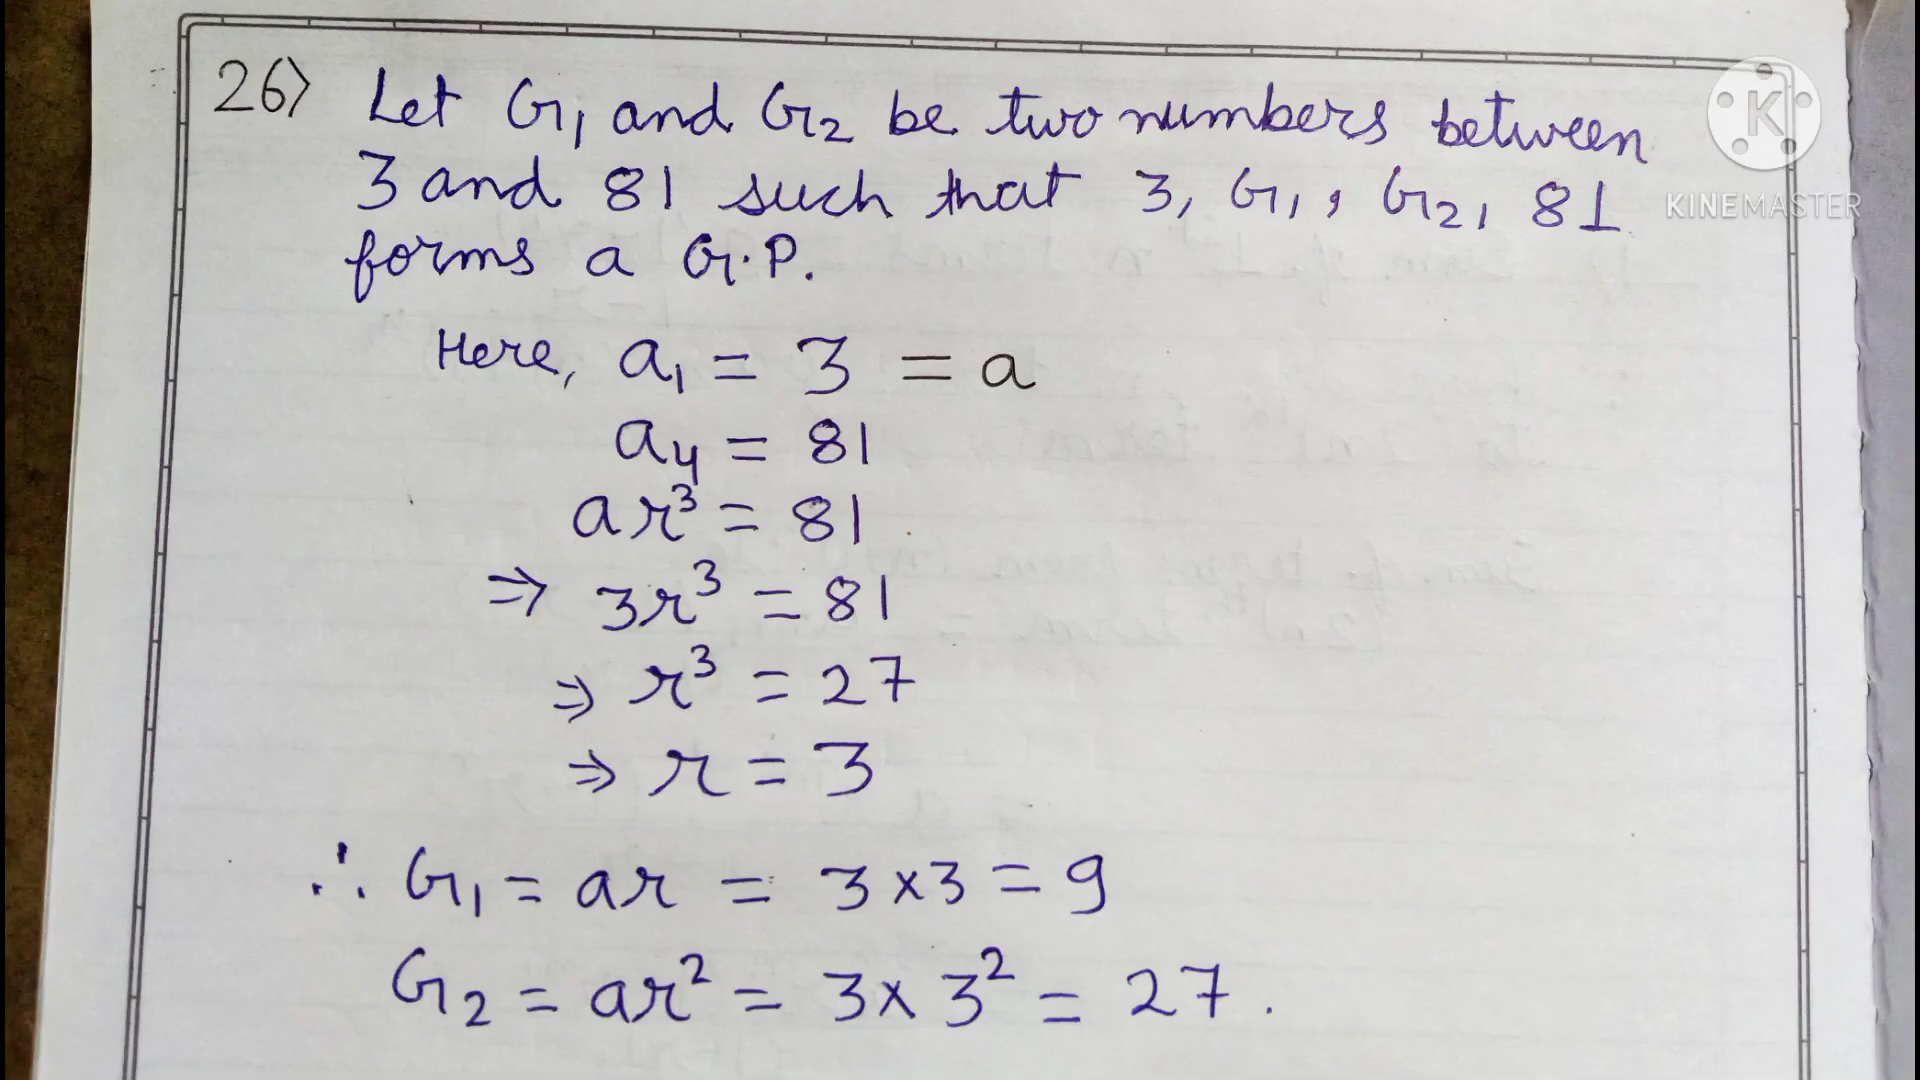 26) Let G₁ and G₂ be two numbers between
3 and 81 such that 3, G₁, G₂, 81
forms a G.P.
Here, a₁ = 3 = a
a₄ = 81
ar³ = 81
⇒ 3r³ = 81
⇒ r³ = 27
⇒ r = 3
∴ G₁ = ar = 3×3 = 9
G₂ = ar² = 3×3² = 27.
K
KINEMASTER